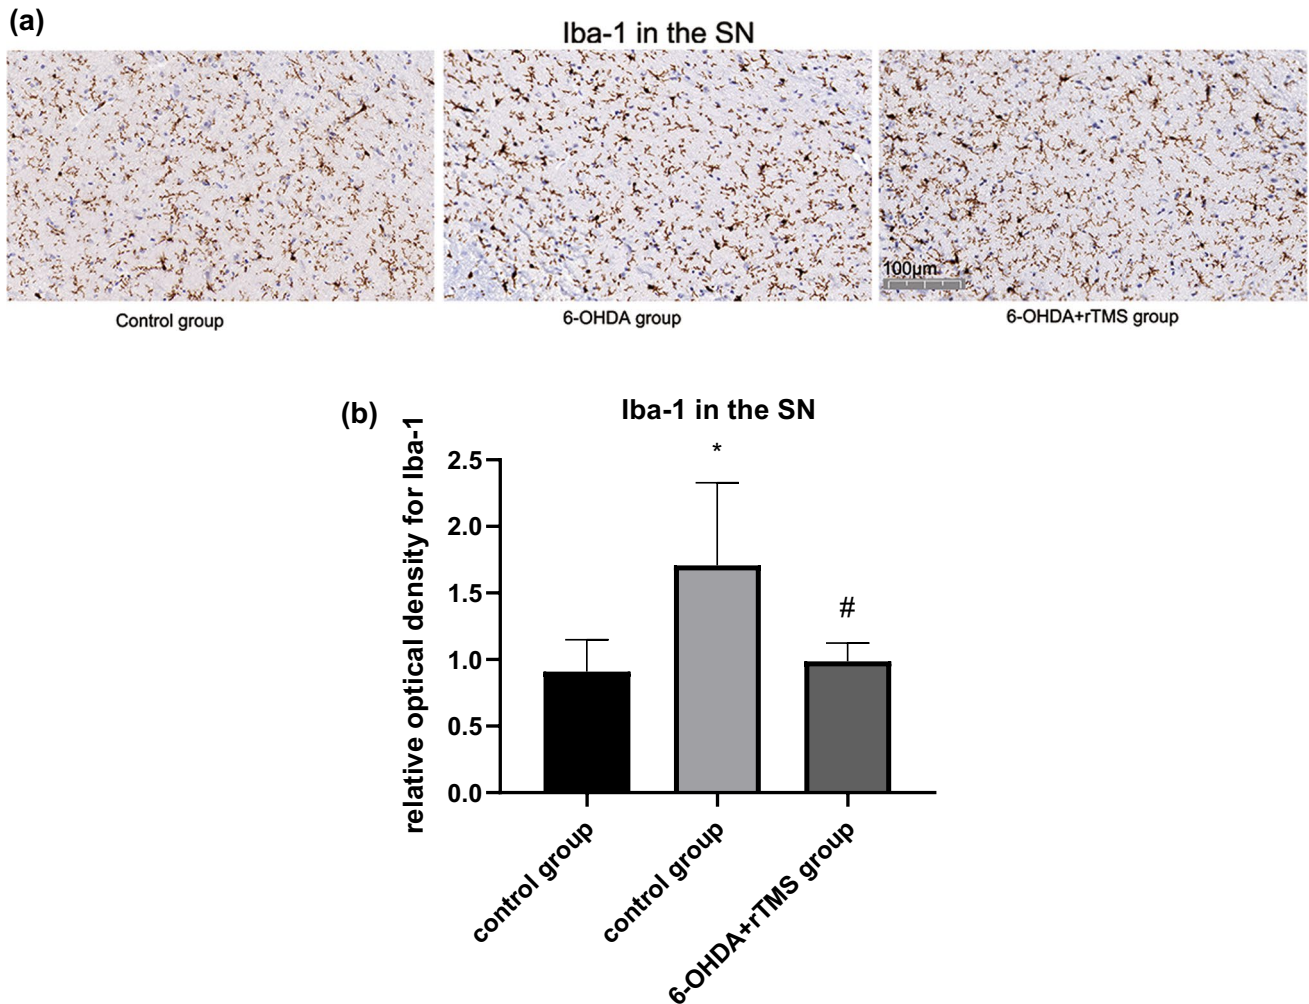 (a)
Iba-1 in the SN
100µm
Control group
6-OHDA group
6-OHDA+rTMS group
(b)
Iba-1 in the SN
relative optical density for Iba-1
*
2.5
2.0
1.5
#
1.0
0.5
0.0
control group
control group
6-OHDA+rTMS group